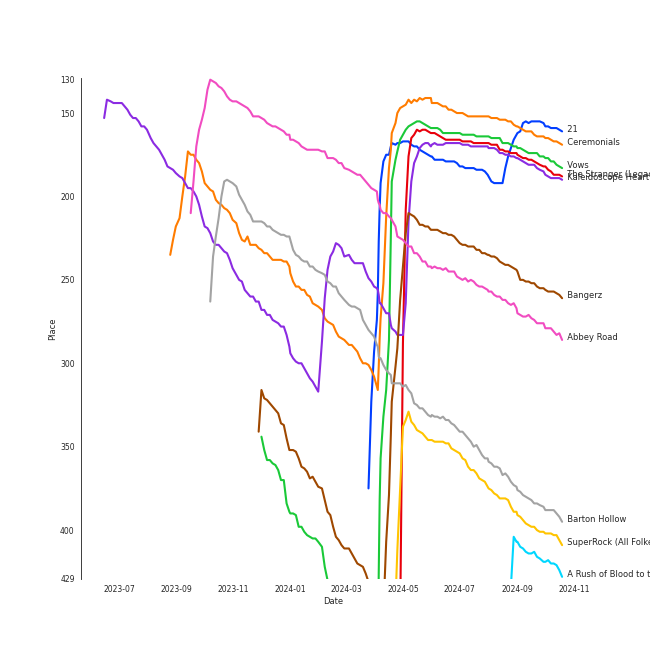 130
150
200
250
300
350
400
429
Place
2023-07
2023-09
2023-11
2024-01
2024-03
2024-05
2024-07
2024-09
2024-11
Date
21
Ceremonials
Vows
The Stranger (Lega
Kaleidoscope Heart
Bangerz
Abbey Road
Barton Hollow
SuperRock (All Folke
A Rush of Blood to t